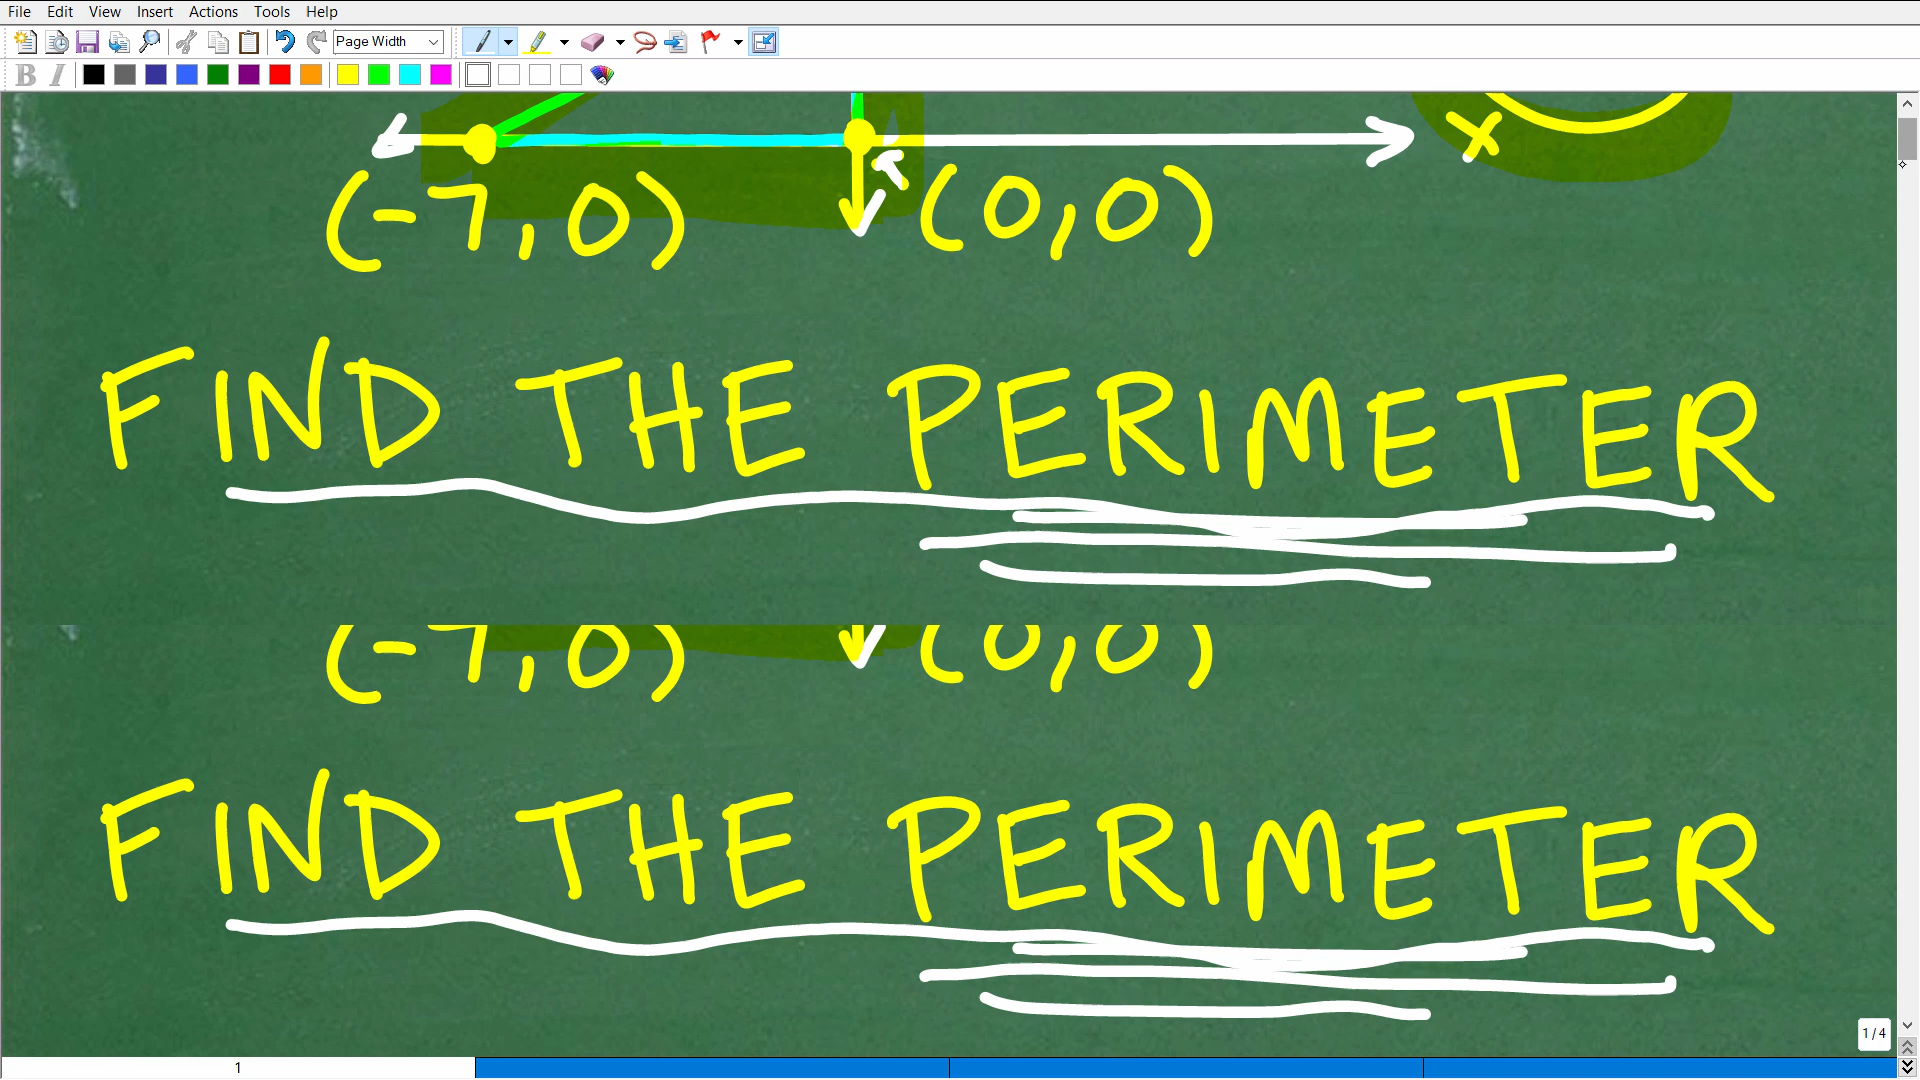 File Edit View Insert Actions Tools Help
Page Width
B I
x
(-7,0) (0,0)
FIND THE PERIMETER
(-7,0) (0,0)
FIND THE PERIMETER
1 / 4
1